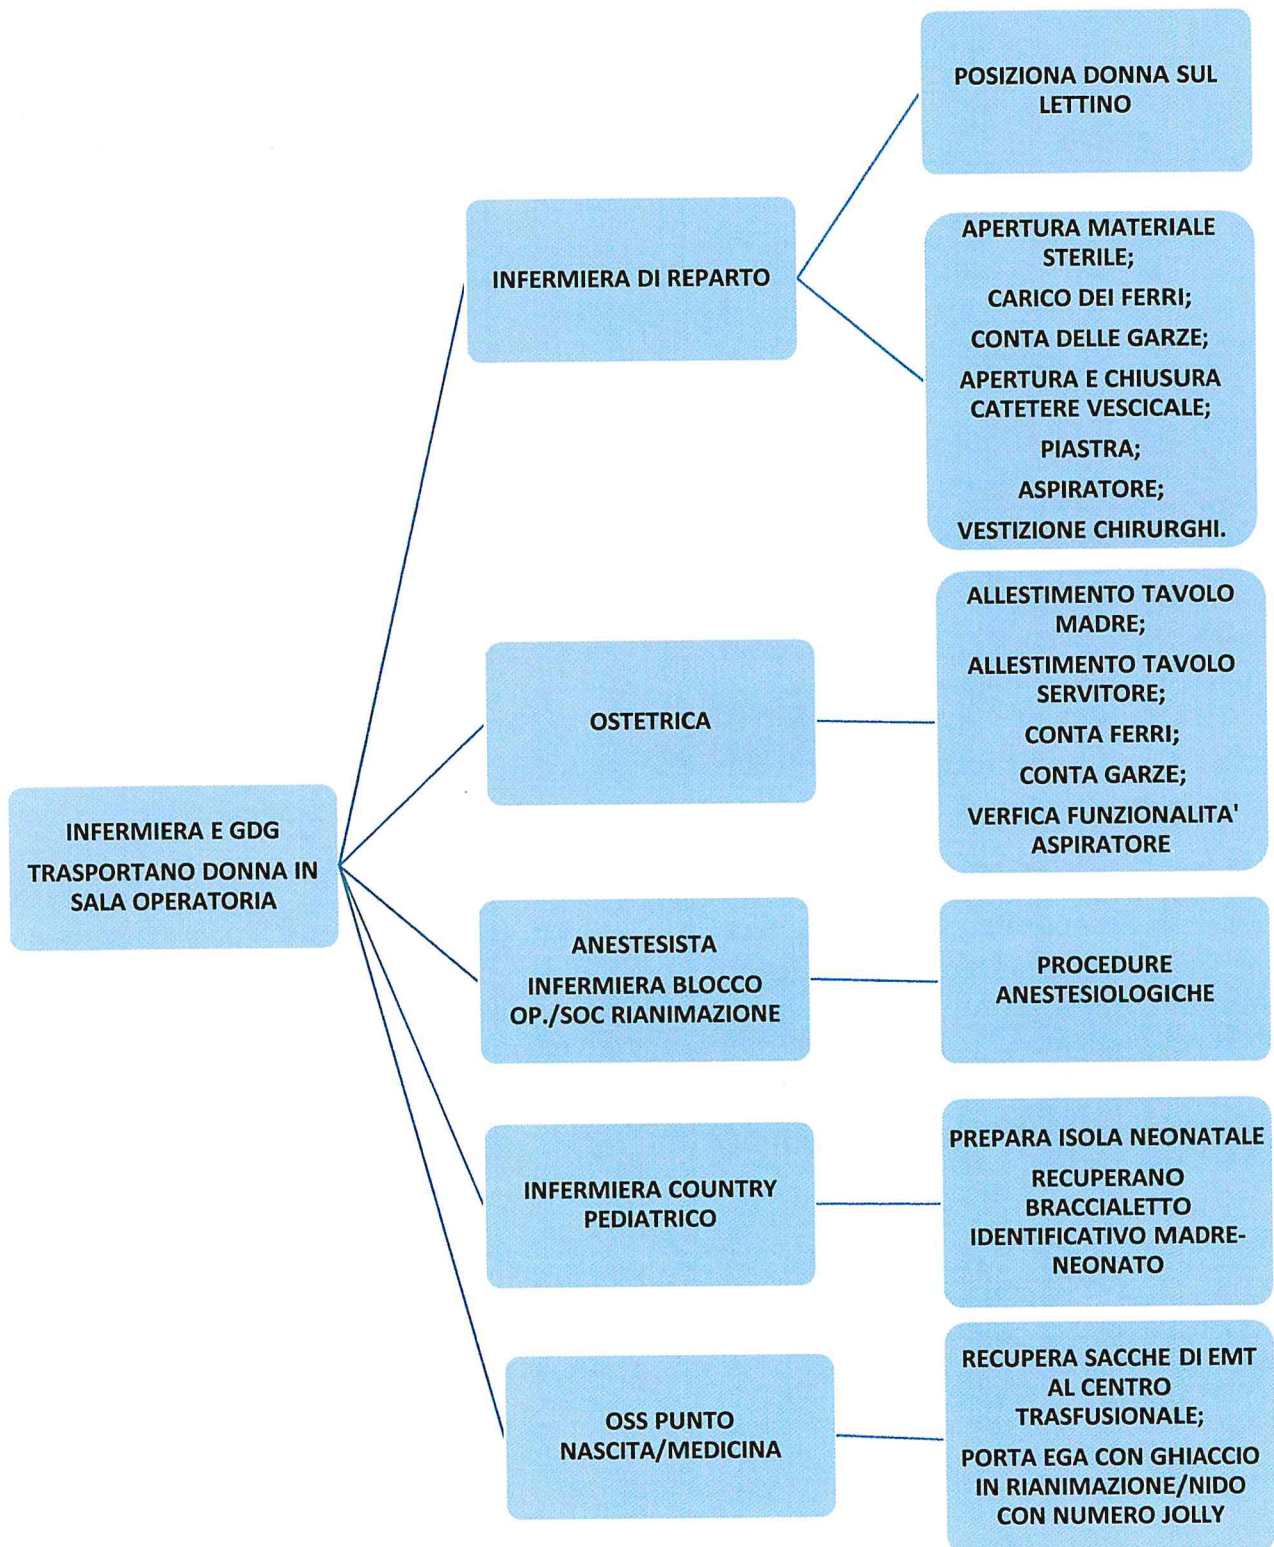 INFERMIERA E GDG
TRASPORTANO DONNA IN
SALA OPERATORIA
INFERMIERA DI REPARTO
POSIZIONA DONNA SUL
LETTINO
APERTURA MATERIALE
STERILE;
CARICO DEI FERRI;
CONTA DELLE GARZE;
APERTURA E CHIUSURA
CATETERE VESCICALE;
PIASTRA;
ASPIRATORE;
VESTIZIONE CHIRURGHI.
OSTETRICA
ALLESTIMENTO TAVOLO
MADRE;
ALLESTIMENTO TAVOLO
SERVITORE;
CONTA FERRI;
CONTA GARZE;
VERFICA FUNZIONALITA'
ASPIRATORE
ANESTESISTA
INFERMIERA BLOCCO
OP./SOC RIANIMAZIONE
PROCEDURE
ANESTESIOLOGICHE
INFERMIERA COUNTRY
PEDIATRICO
PREPARA ISOLA NEONATALE
RECUPERANO
BRACCIALETTO
IDENTIFICATIVO MADRE-
NEONATO
OSS PUNTO
NASCITA/MEDICINA
RECUPERA SACCHE DI EMT
AL CENTRO
TRASFUSIONALE;
PORTA EGA CON GHIACCIO
IN RIANIMAZIONE/NIDO
CON NUMERO JOLLY